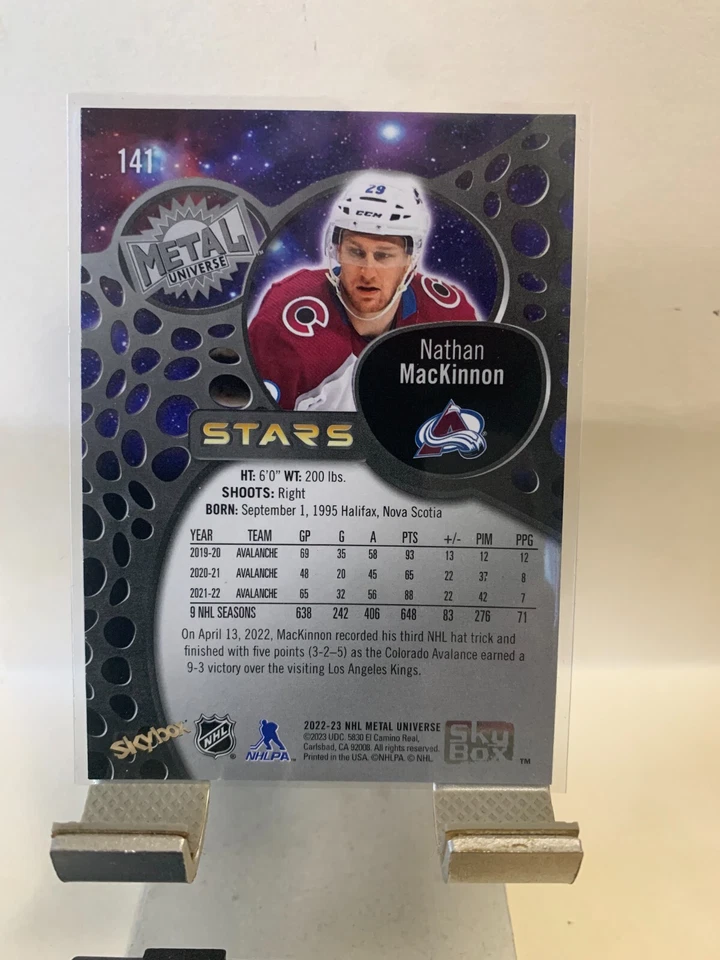 141
METAL
UNIVERSE
29
CCM
Nathan
MacKinnon
A
STARS
HT: 6'0" WT: 200 lbs.
SHOOTS: Right
BORN: September 1, 1995 Halifax, Nova Scotia
YEAR TEAM GP G A PTS +/- PIM PPG
2019-20 AVALANCHE 69 35 58 93 13 12 12
2020-21 AVALANCHE 48 20 45 65 22 37 8
2021-22 AVALANCHE 65 32 56 88 22 42 7
9 NHL SEASONS 638 242 406 648 83 276 71
On April 13, 2022, MacKinnon recorded his third NHL hat trick and
finished with five points (3-2–5) as the Colorado Avalance earned a
9-3 victory over the visiting Los Angeles Kings.
skybox
NHL
NHLPA
2022-23 NHL METAL UNIVERSE
©2023 UDC. 5830 El Camino Real,
Carlsbad, CA 92008. All rights reserved.
Printed in the USA. ©NHLPA. © NHL.
Sky
Box
TM